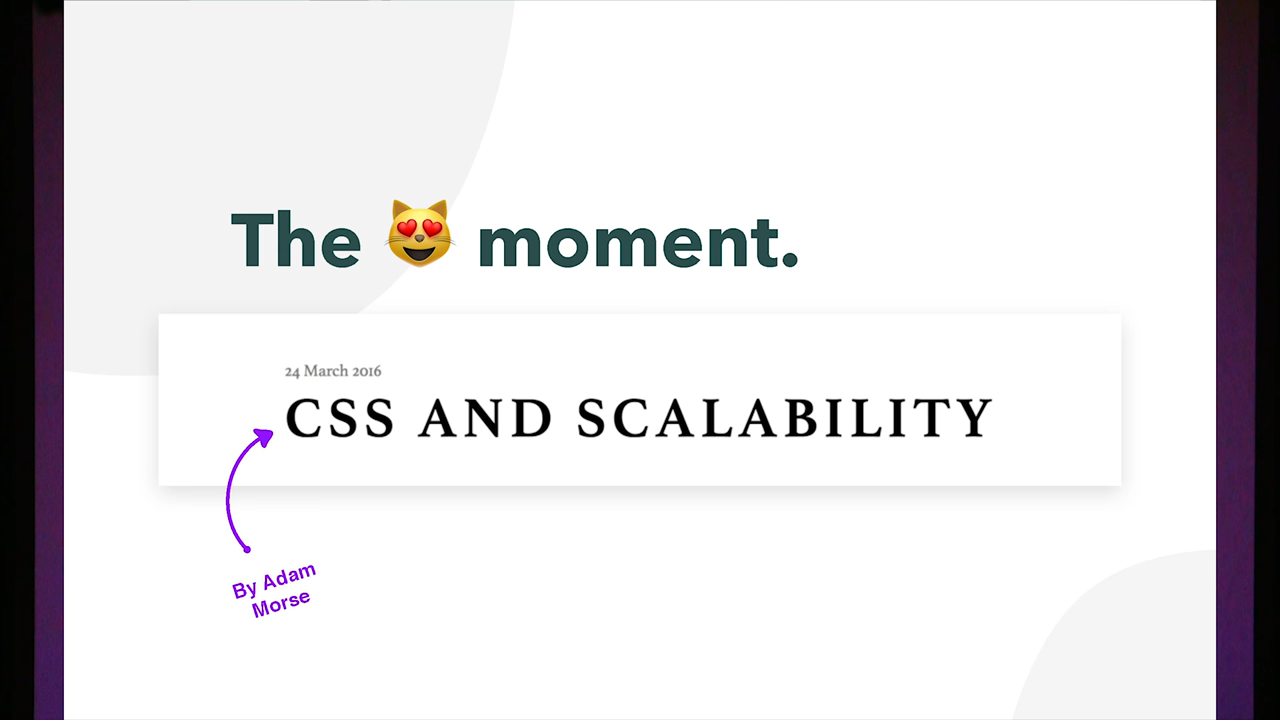 The 😻 moment.
24 March 2016
CSS AND SCALABILITY
By Adam
Morse